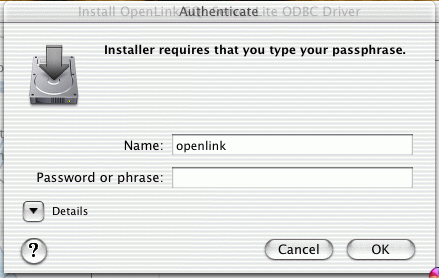 Install OpenLink Lite ODBC Driver
Authenticate
Installer requires that you type your passphrase.
Name: openlink
Password or phrase:
Details
?
Cancel OK